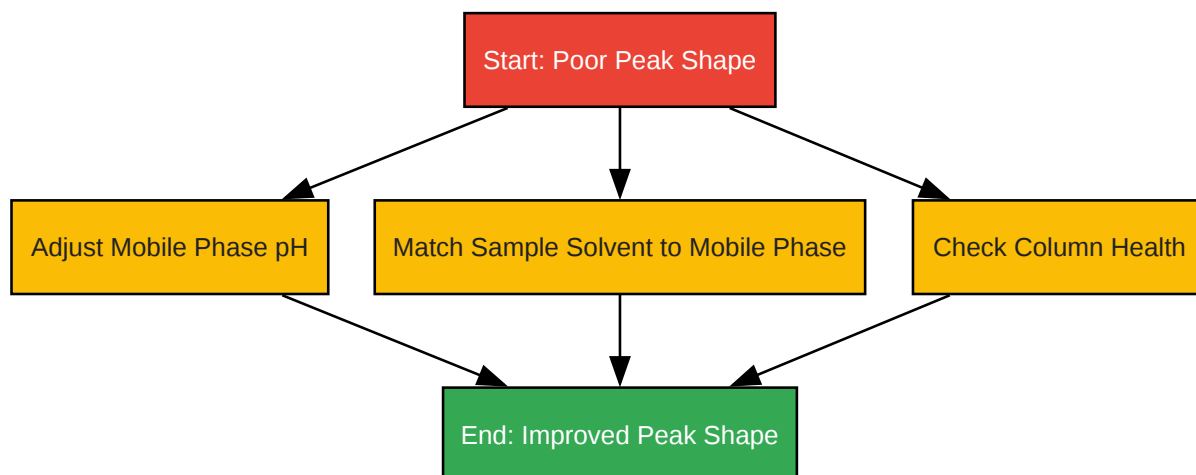 Start: Poor Peak Shape
Adjust Mobile Phase pH
Match Sample Solvent to Mobile Phase
Check Column Health
End: Improved Peak Shape